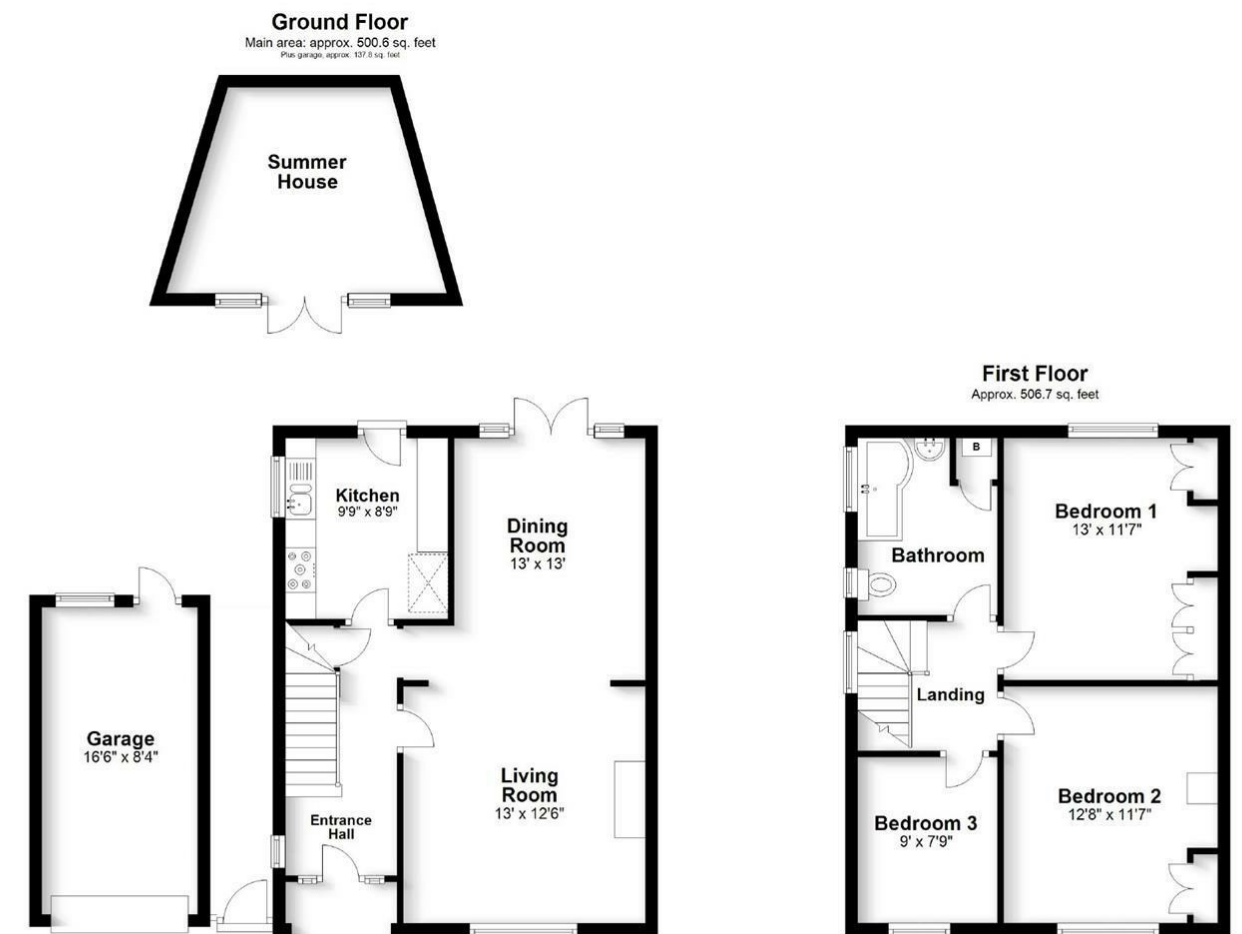 Ground Floor
Main area: approx. 500.6 sq. feet
Plus garage, approx. 137.8 sq. feet
Summer
House
First Floor
Approx. 506.7 sq. feet
Kitchen
9'9" x 8'9"
Dining
Room
13' x 13'
B
Bedroom 1
13' x 11'7"
Bathroom
Landing
Garage
16'6" x 8'4"
Living
Room
13' x 12'6"
Entrance
Hall
Bedroom 2
12'8" x 11'7"
Bedroom 3
9' x 7'9"